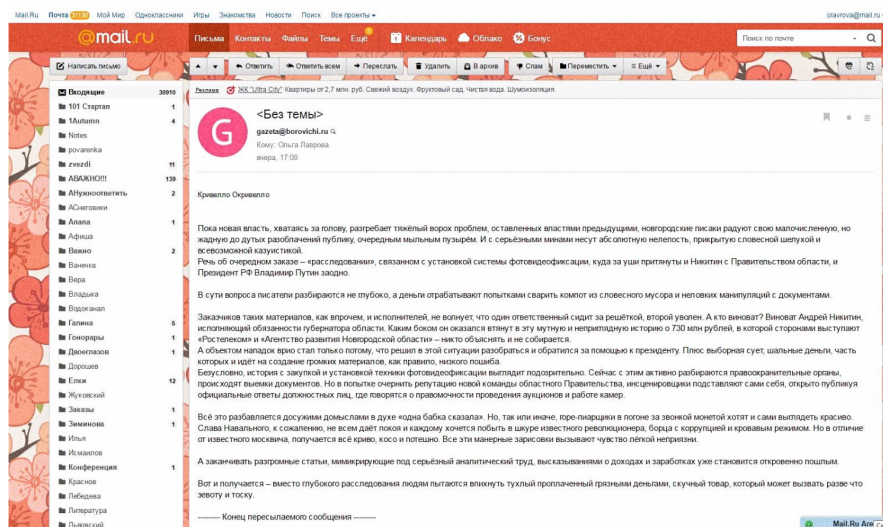 Mail.Ru Почта Мой Мир Одноклассники Игры Знакомства Новости Поиск Все проекты olavrova@mail.ru
@mail.ru
Письма Контакты Файлы Темы Ещё Календарь Облако Бонус
Поиск по почте
Написать письмо
Ответить Ответить всем Переслать Удалить В архив Спам Переместить Ещё
Реклама ЖК "Ultra City" Квартиры от 2,7 млн. руб. Свежий воздух. Фруктовый сад. Чистая вода. Шумоизоляция.
Входящие 30910
101 Стартап 1
1Autumn 4
Notes
povarenka
zvezdi 11
АВАЖНО!!! 139
АНужноответить 2
АСнеговики
Апапа 1
Афиша
Важно 2
Ванечка
Вера
Владыка
Водоканал
Галина 5
Гонорары 1
Двоеглазов 1
Дорошев
Елки 12
Жуковский
Заказы 1
Зиминова 1
Илья
Исмаилов
Конференция 1
Краснов
Лебедева
Литература
Львовский
<Без темы>
G
gazeta@borovichi.ru
Кому: Ольга Лаврова
вчера, 17:08
Кривелло Окривелло
Пока новая власть, хватаясь за голову, разгребает тяжёлый ворох проблем, оставленных властями предыдущими, новгородские писаки радуют свою малочисленную, но
жадную до дутых разоблачений публику, очередным мыльным пузырём. И с серьёзными минами несут абсолютную нелепость, прикрытую словесной шелухой и
всевозможной казуистикой.
Речь об очередном заказе – «расследовании», связанном с установкой системы фотовидеофиксации, куда за уши притянуты и Никитин с Правительством области, и
Президент РФ Владимир Путин заодно.
В сути вопроса писатели разбираются не глубоко, а деньги отрабатывают попытками сварить компот из словесного мусора и неловких манипуляций с документами.
Заказчиков таких материалов, как впрочем, и исполнителей, не волнует, что один ответственный сидит за решёткой, второй уволен. А кто виноват? Виноват Андрей Никитин,
исполняющий обязанности губернатора области. Каким боком он оказался втянут в эту мутную и неприглядную историю о 730 млн рублей, в которой сторонами выступают
«Ростелеком» и «Агентство развития Новгородской области» – никто объяснять и не собирается.
А объектом нападок врио стал только потому, что решил в этой ситуации разобраться и обратился за помощью к президенту. Плюс выборная сует, шальные деньги, часть
которых и идёт на создание громких материалов, как правило, низкого пошиба.
Безусловно, история с закупкой и установкой техники фотовидеофиксации выглядит подозрительно. Сейчас с этим активно разбираются правоохранительные органы,
происходят выемки документов. Но в попытке очернить репутацию новой команды областного Правительства, инсценировщики подставляют сами себя, открыто публикуя
официальные ответы должностных лиц, где говорятся о правомочности проведения аукционов и работе камер.
Всё это разбавляется досужими домыслами в духе «одна бабка сказала». Но, так или иначе, горе-пиарщики в погоне за звонкой монетой хотят и сами выглядеть красиво.
Слава Навального, к сожалению, не всем даёт покоя и каждому хочется побыть в шкуре известного революционера, борца с коррупцией и кровавым режимом. Но в отличие
от известного москвича, получается всё криво, косо и потешно. Все эти манерные зарисовки вызывают чувство лёгкой неприязни.
А заканчивать разгромные статьи, мимикрирующие под серьёзный аналитический труд, высказываниями о доходах и заработках уже становится откровенно пошлым.
Вот и получается – вместо глубокого расследования людям пытаются впихнуть тухлый проплаченный грязными деньгами, скучный товар, который может вызвать разве что
зевоту и тоску.
-------- Конец пересылаемого сообщения --------
Mail.Ru